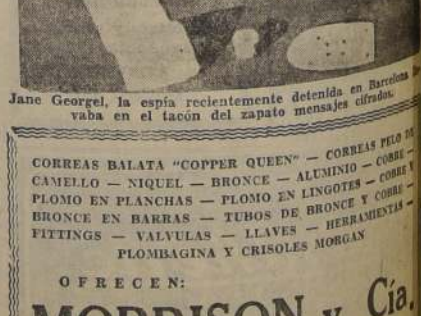 Jane Georgel, la espía recientemente detenida en Barcelona
vaba en el tacón del zapato mensajes cifrados.
CORREAS BALATA "COPPER QUEEN" — CORREAS PELO DE
CAMELLO — NIQUEL — BRONCE — ALUMINIO — COBRE —
PLOMO EN PLANCHAS — PLOMO EN LINGOTES — COBRE Y
BRONCE EN BARRAS — TUBOS DE BRONCE Y COBRE —
FITTINGS — VALVULAS — LLAVES — HERRAMIENTAS —
PLOMBAGINA Y CRISOLES MORGAN
OFRECEN:
MORRISON y Cía.